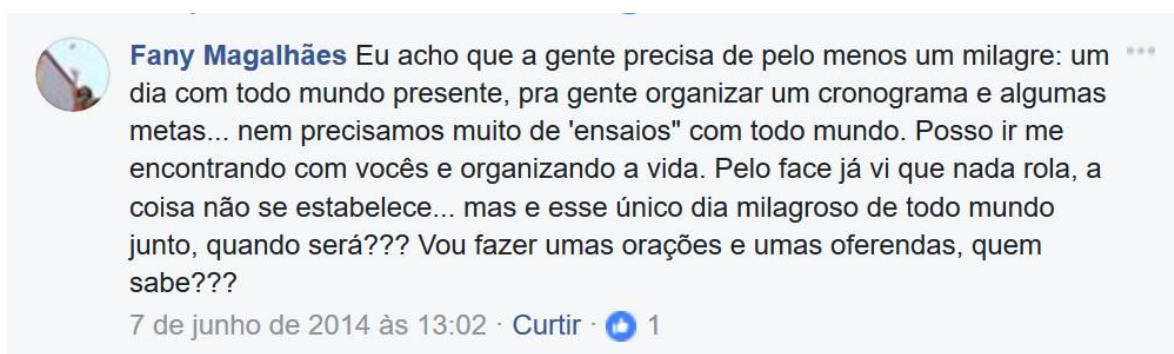 Fany Magalhães Eu acho que a gente precisa de pelo menos um milagre: um
dia com todo mundo presente, pra gente organizar um cronograma e algumas
metas... nem precisamos muito de 'ensaios" com todo mundo. Posso ir me
encontrando com vocês e organizando a vida. Pelo face já vi que nada rola, a
coisa não se estabelece... mas e esse único dia milagroso de todo mundo
junto, quando será??? Vou fazer umas orações e umas oferendas, quem
sabe???
7 de junho de 2014 às 13:02 · Curtir · 1